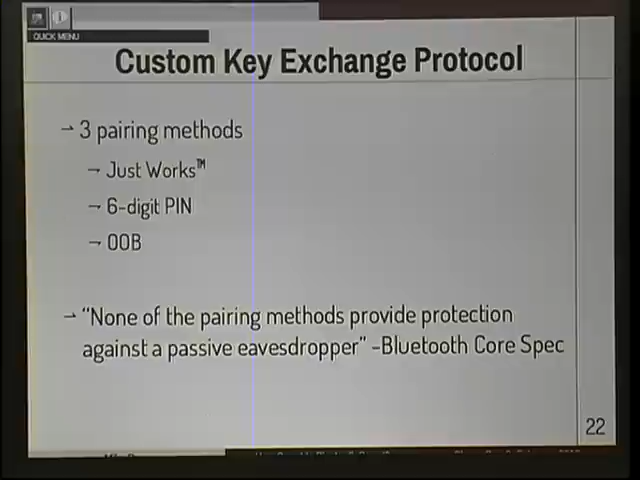 QUICK MENU
Custom Key Exchange Protocol
→ 3 pairing methods
→ Just Works™
→ 6-digit PIN
→ OOB
→ "None of the pairing methods provide protection
against a passive eavesdropper" -Bluetooth Core Spec
22